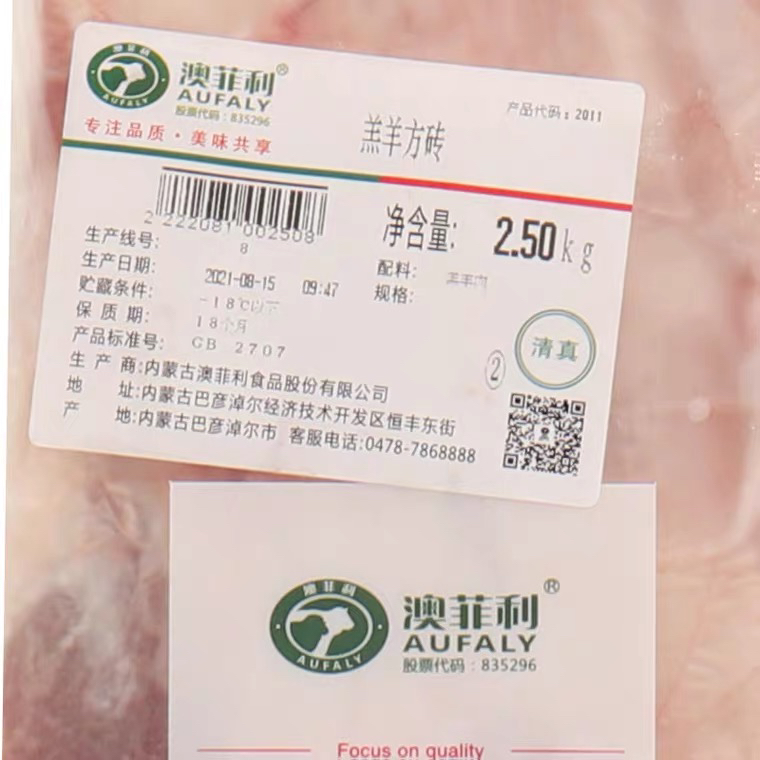 澳菲利
AUFALY
澳菲利®
AUFALY
股票代码：835296
专注品质·美味共享
羔羊方砖
产品代码：2011
2 222081 002508
8
净含量: 2.50kg
配料: 羔羊肉
规格:
生产线号:
生产日期: 2021-08-15 09:47
贮藏条件: -18℃以下
保质期: 18个月
产品标准号: GB 2707
生产商:内蒙古澳菲利食品股份有限公司
地址:内蒙古巴彦淖尔经济技术开发区恒丰东街
产地:内蒙古巴彦淖尔市 客服电话:0478-7868888
清真
②
澳菲利
AUFALY
澳菲利®
AUFALY
股票代码：835296
Focus on quality